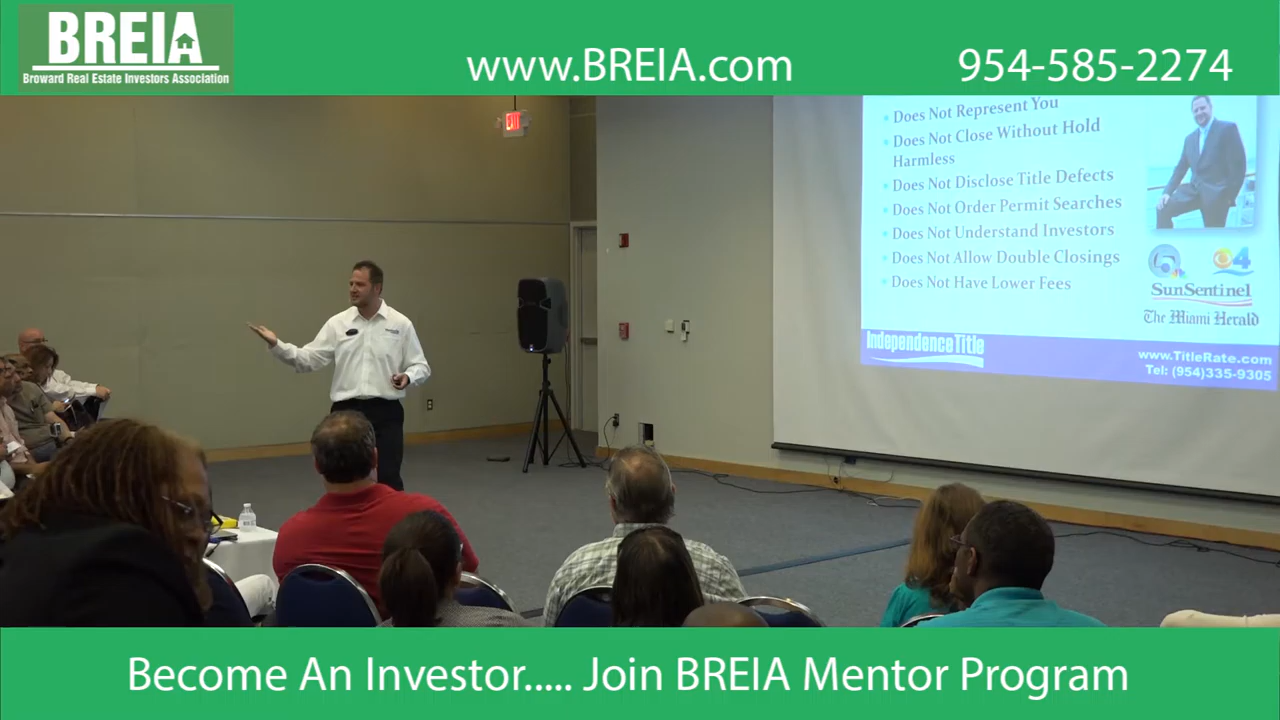 BREIA
Broward Real Estate Investors Association
www.BREIA.com
954-585-2274
Does Not Represent You
Does Not Close Without Hold
Harmless
Does Not Disclose Title Defects
Does Not Order Permit Searches
Does Not Understand Investors
Does Not Allow Double Closings
Does Not Have Lower Fees
5
4
SunSentinel
The Miami Herald
IndependenceTitle
www.TitleRate.com
Tel: (954)335-9305
Become An Investor..... Join BREIA Mentor Program